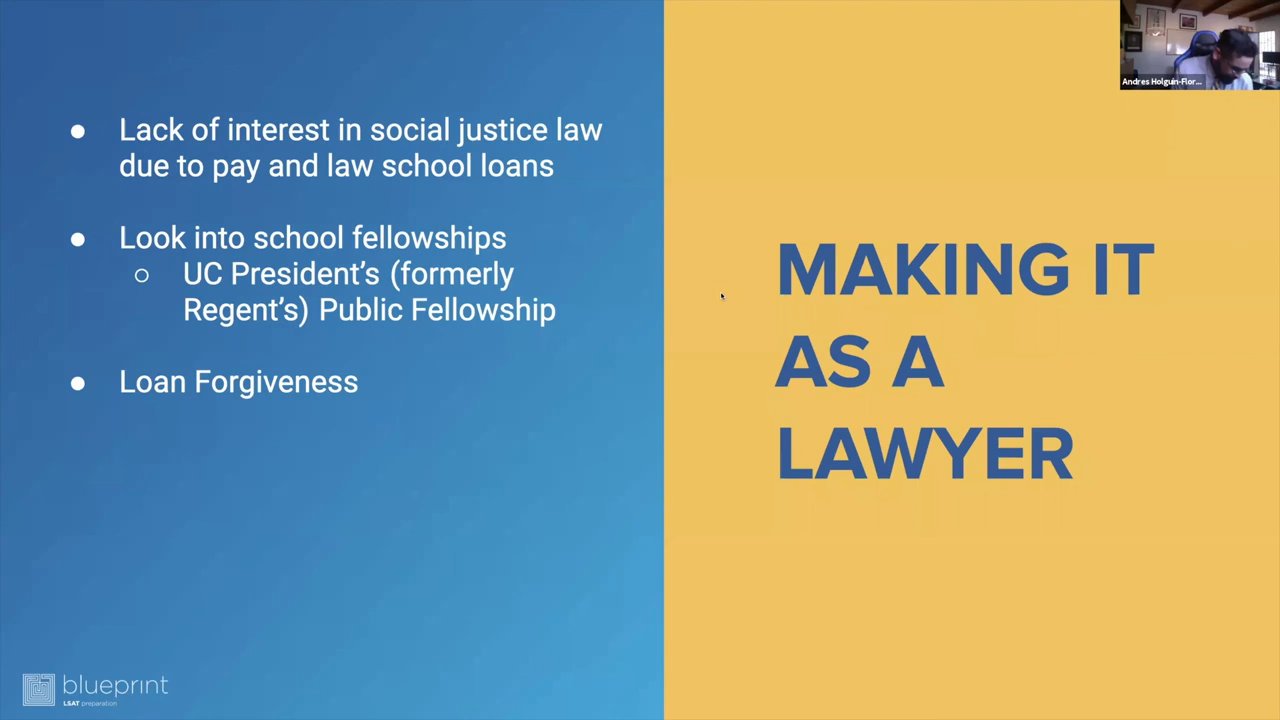 ● Lack of interest in social justice law
due to pay and law school loans
● Look into school fellowships
○ UC President's (formerly
Regent's) Public Fellowship
● Loan Forgiveness
MAKING IT
AS A
LAWYER
Andres Holguin-Flor...
blueprint
LSAT preparation